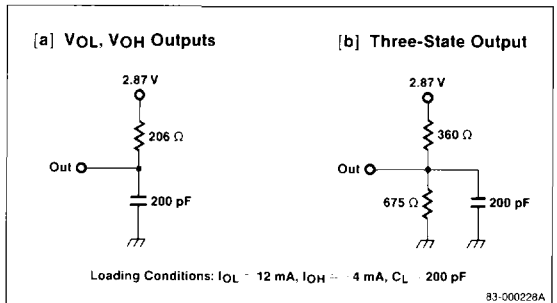 [a] VOL, VOH Outputs
[b] Three-State Output
2.87 V
206 Ω
Out
200 pF
2.87 V
360 Ω
Out
675 Ω
200 pF
Loading Conditions: IOL 12 mA, IOH = 4 mA, CL 200 pF
83-000228A